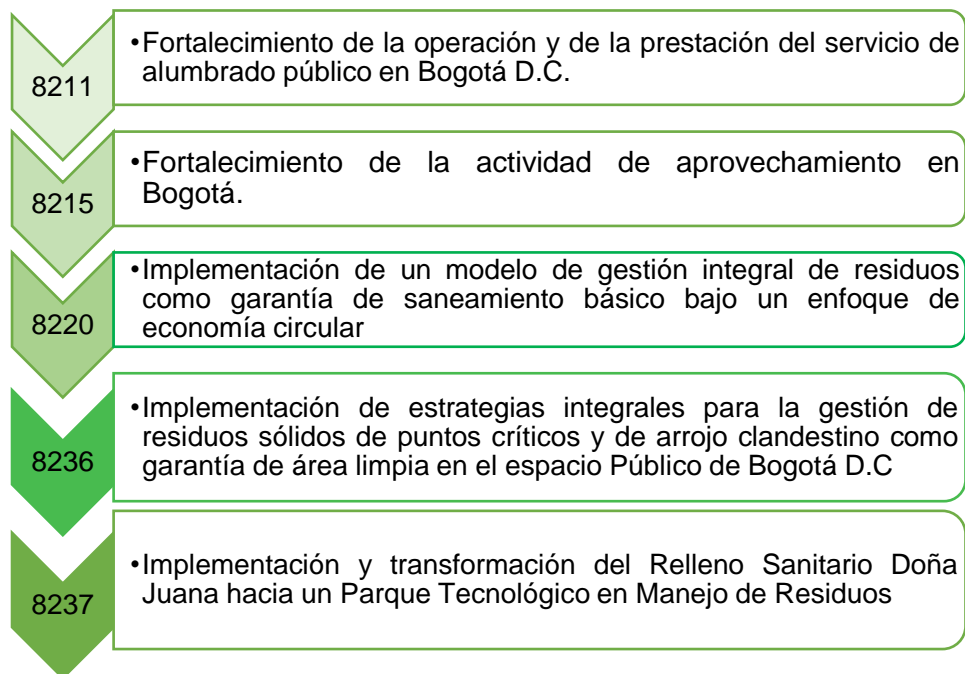 8211
•Fortalecimiento de la operación y de la prestación del servicio de
alumbrado público en Bogotá D.C.
8215
•Fortalecimiento de la actividad de aprovechamiento en
Bogotá.
8220
•Implementación de un modelo de gestión integral de residuos
como garantía de saneamiento básico bajo un enfoque de
economía circular
8236
•Implementación de estrategias integrales para la gestión de
residuos sólidos de puntos críticos y de arrojo clandestino como
garantía de área limpia en el espacio Público de Bogotá D.C
8237
•Implementación y transformación del Relleno Sanitario Doña
Juana hacia un Parque Tecnológico en Manejo de Residuos